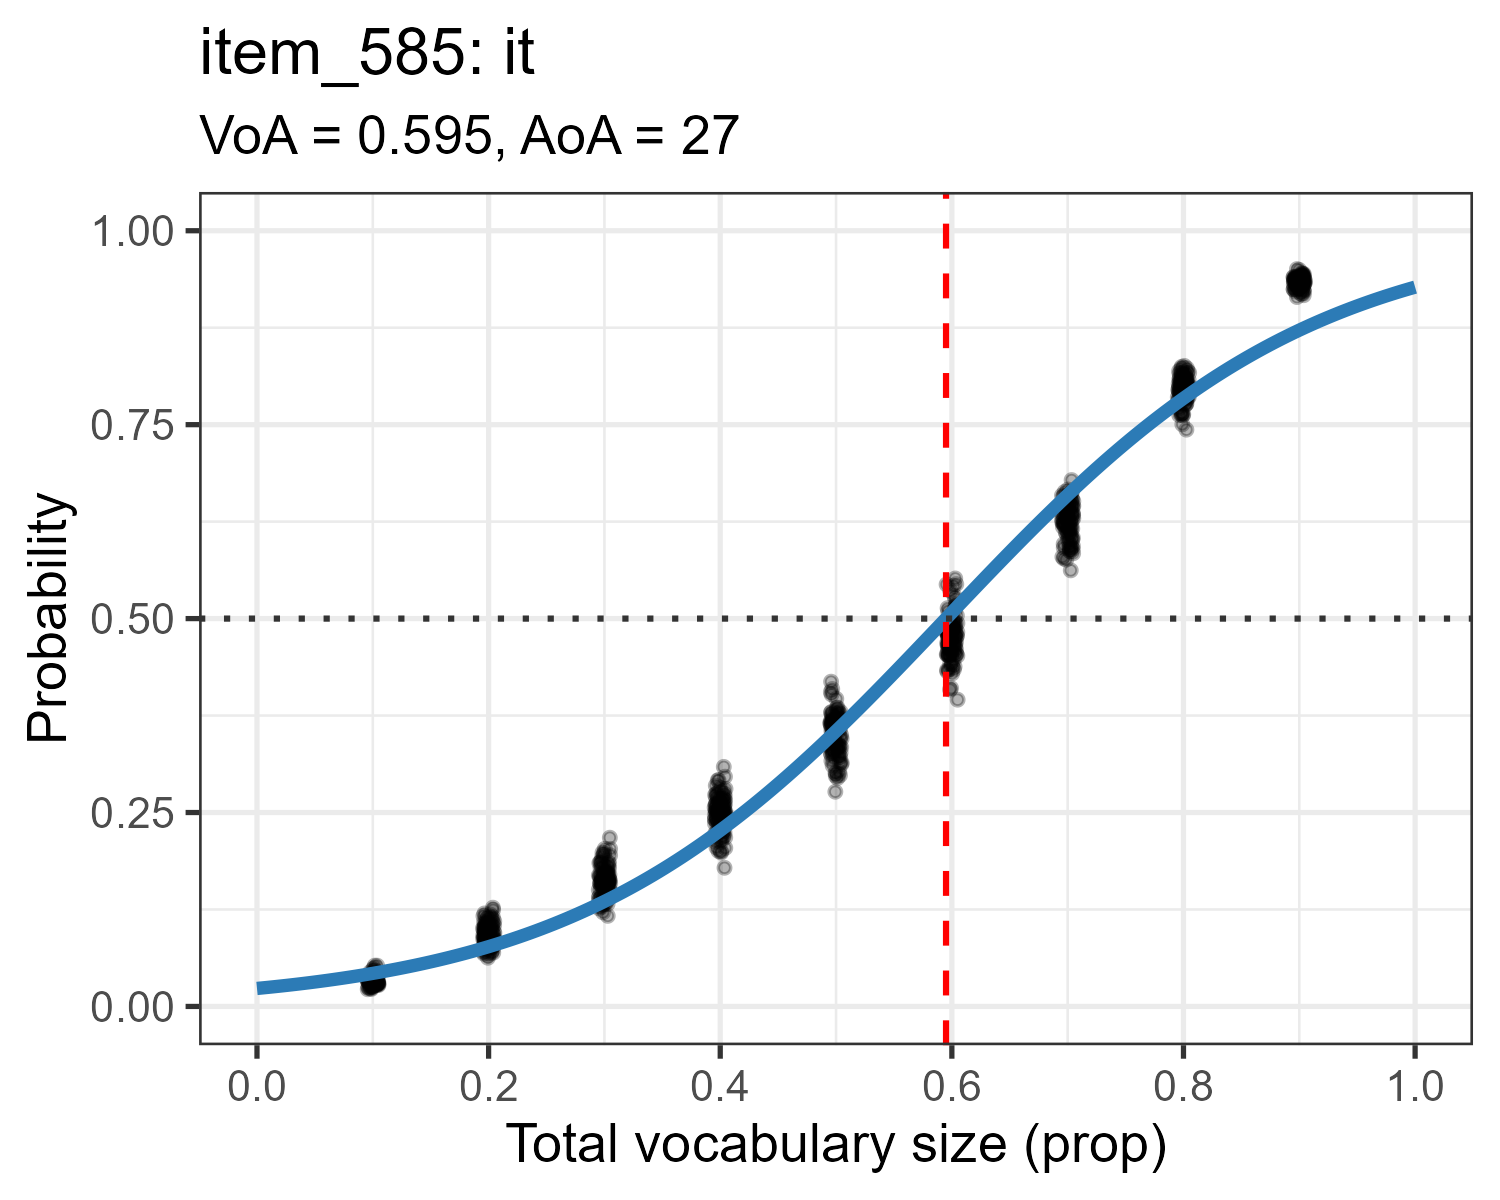 item_585: it
VoA = 0.595, AoA = 27
1.00
0.75
0.50
0.25
0.00
Probability
0.0 0.2 0.4 0.6 0.8 1.0
Total vocabulary size (prop)